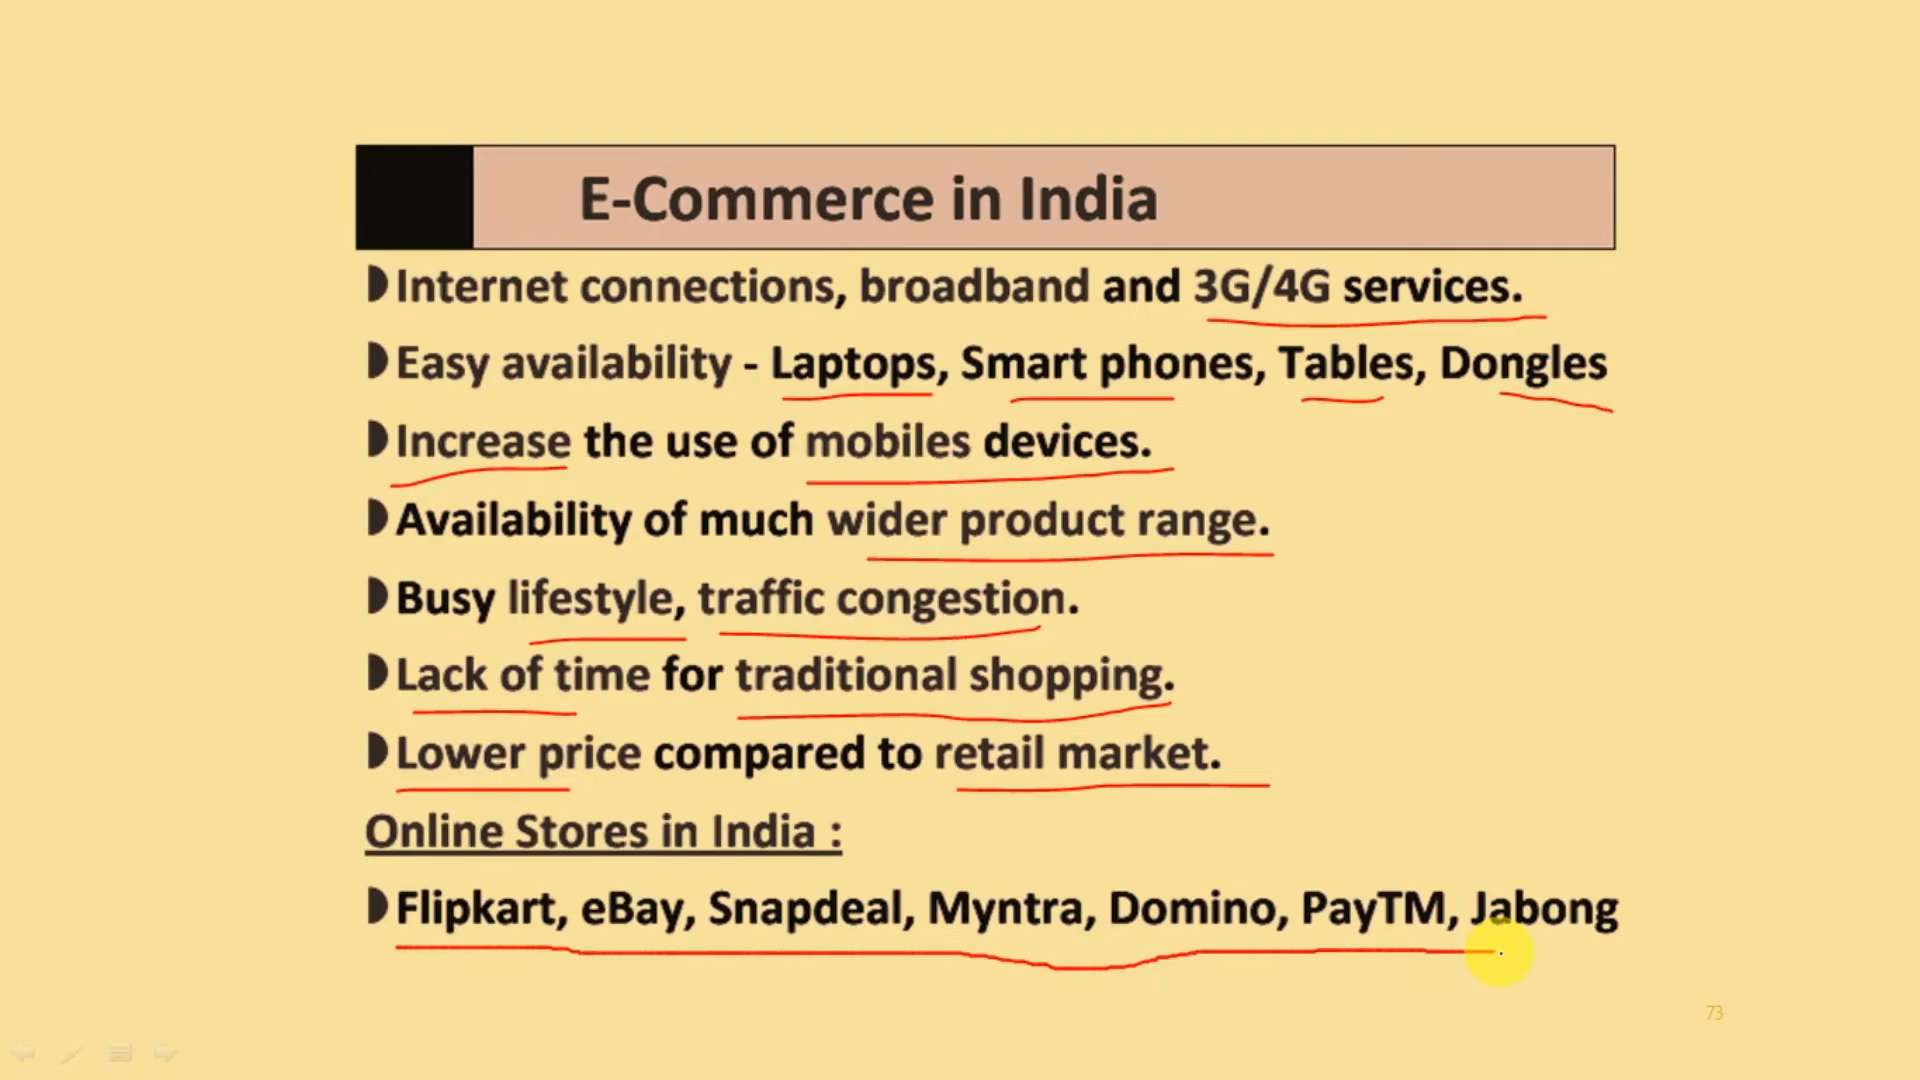 E-Commerce in India
◗Internet connections, broadband and 3G/4G services.
◗Easy availability - Laptops, Smart phones, Tables, Dongles
◗Increase the use of mobiles devices.
◗Availability of much wider product range.
◗Busy lifestyle, traffic congestion.
◗Lack of time for traditional shopping.
◗Lower price compared to retail market.
Online Stores in India :
◗Flipkart, eBay, Snapdeal, Myntra, Domino, PayTM, Jabong
73